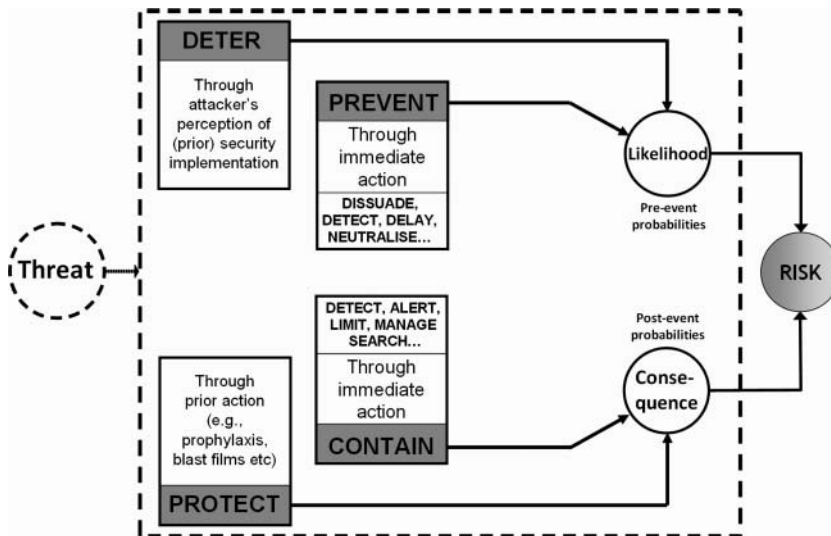 DETER
Through
attacker's
perception of
(prior) security
implementation
PREVENT
Through
immediate
action
DISSUADE,
DETECT, DELAY,
NEUTRALISE...
Likelihood
Pre-event
probabilities
Threat
RISK
DETECT, ALERT,
LIMIT, MANAGE
SEARCH...
Through
immediate
action
CONTAIN
Post-event
probabilities
Conse-
quence
Through
prior action
(e.g.,
prophylaxis,
blast films etc)
PROTECT